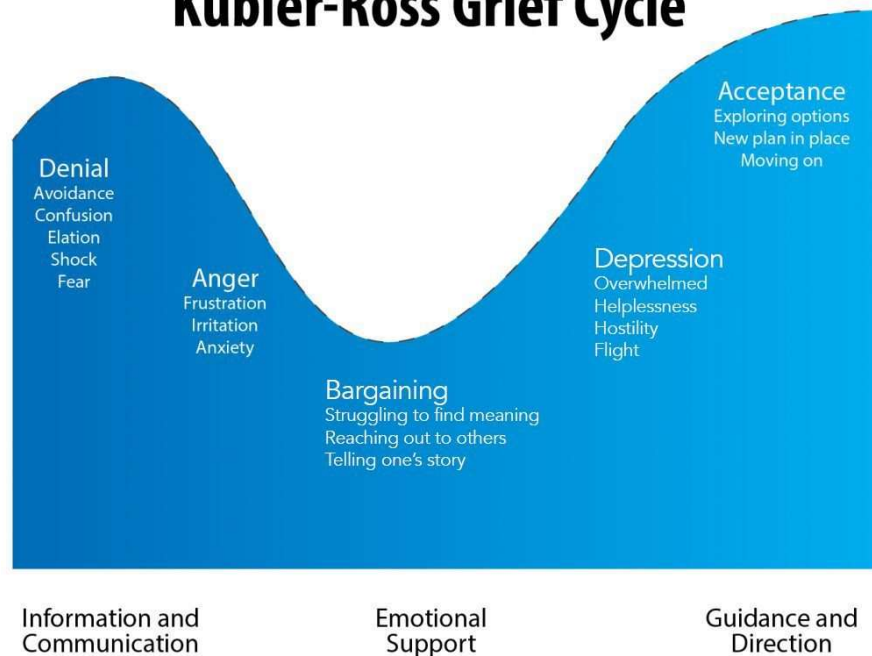 Kübler-Ross Grief Cycle
Denial
Avoidance
Confusion
Elation
Shock
Fear
Anger
Frustration
Irritation
Anxiety
Bargaining
Struggling to find meaning
Reaching out to others
Telling one's story
Depression
Overwhelmed
Helplessness
Hostility
Flight
Acceptance
Exploring options
New plan in place
Moving on
Information and
Communication
Emotional
Support
Guidance and
Direction